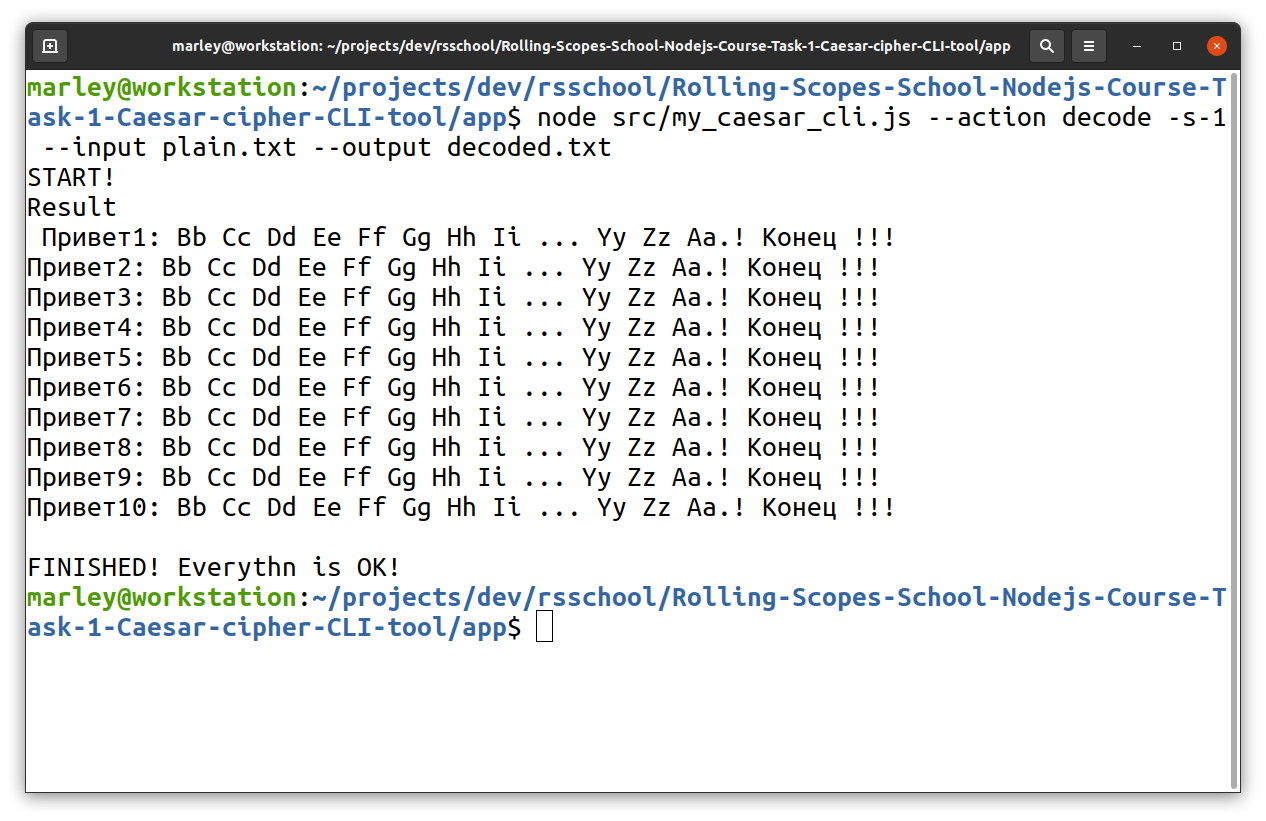 marley@workstation: ~/projects/dev/rsschool/Rolling-Scopes-School-Nodejs-Course-Task-1-Caesar-cipher-CLI-tool/app
marley@workstation:~/projects/dev/rsschool/Rolling-Scopes-School-Nodejs-Course-T
ask-1-Caesar-cipher-CLI-tool/app$ node src/my_caesar_cli.js --action decode -s-1
 --input plain.txt --output decoded.txt
START!
Result
 Привет1: Bb Cc Dd Ee Ff Gg Hh Ii ... Yy Zz Aa.! Конец !!!
Привет2: Bb Cc Dd Ee Ff Gg Hh Ii ... Yy Zz Aa.! Конец !!!
Привет3: Bb Cc Dd Ee Ff Gg Hh Ii ... Yy Zz Aa.! Конец !!!
Привет4: Bb Cc Dd Ee Ff Gg Hh Ii ... Yy Zz Aa.! Конец !!!
Привет5: Bb Cc Dd Ee Ff Gg Hh Ii ... Yy Zz Aa.! Конец !!!
Привет6: Bb Cc Dd Ee Ff Gg Hh Ii ... Yy Zz Aa.! Конец !!!
Привет7: Bb Cc Dd Ee Ff Gg Hh Ii ... Yy Zz Aa.! Конец !!!
Привет8: Bb Cc Dd Ee Ff Gg Hh Ii ... Yy Zz Aa.! Конец !!!
Привет9: Bb Cc Dd Ee Ff Gg Hh Ii ... Yy Zz Aa.! Конец !!!
Привет10: Bb Cc Dd Ee Ff Gg Hh Ii ... Yy Zz Aa.! Конец !!!

FINISHED! Everythn is OK!
marley@workstation:~/projects/dev/rsschool/Rolling-Scopes-School-Nodejs-Course-T
ask-1-Caesar-cipher-CLI-tool/app$